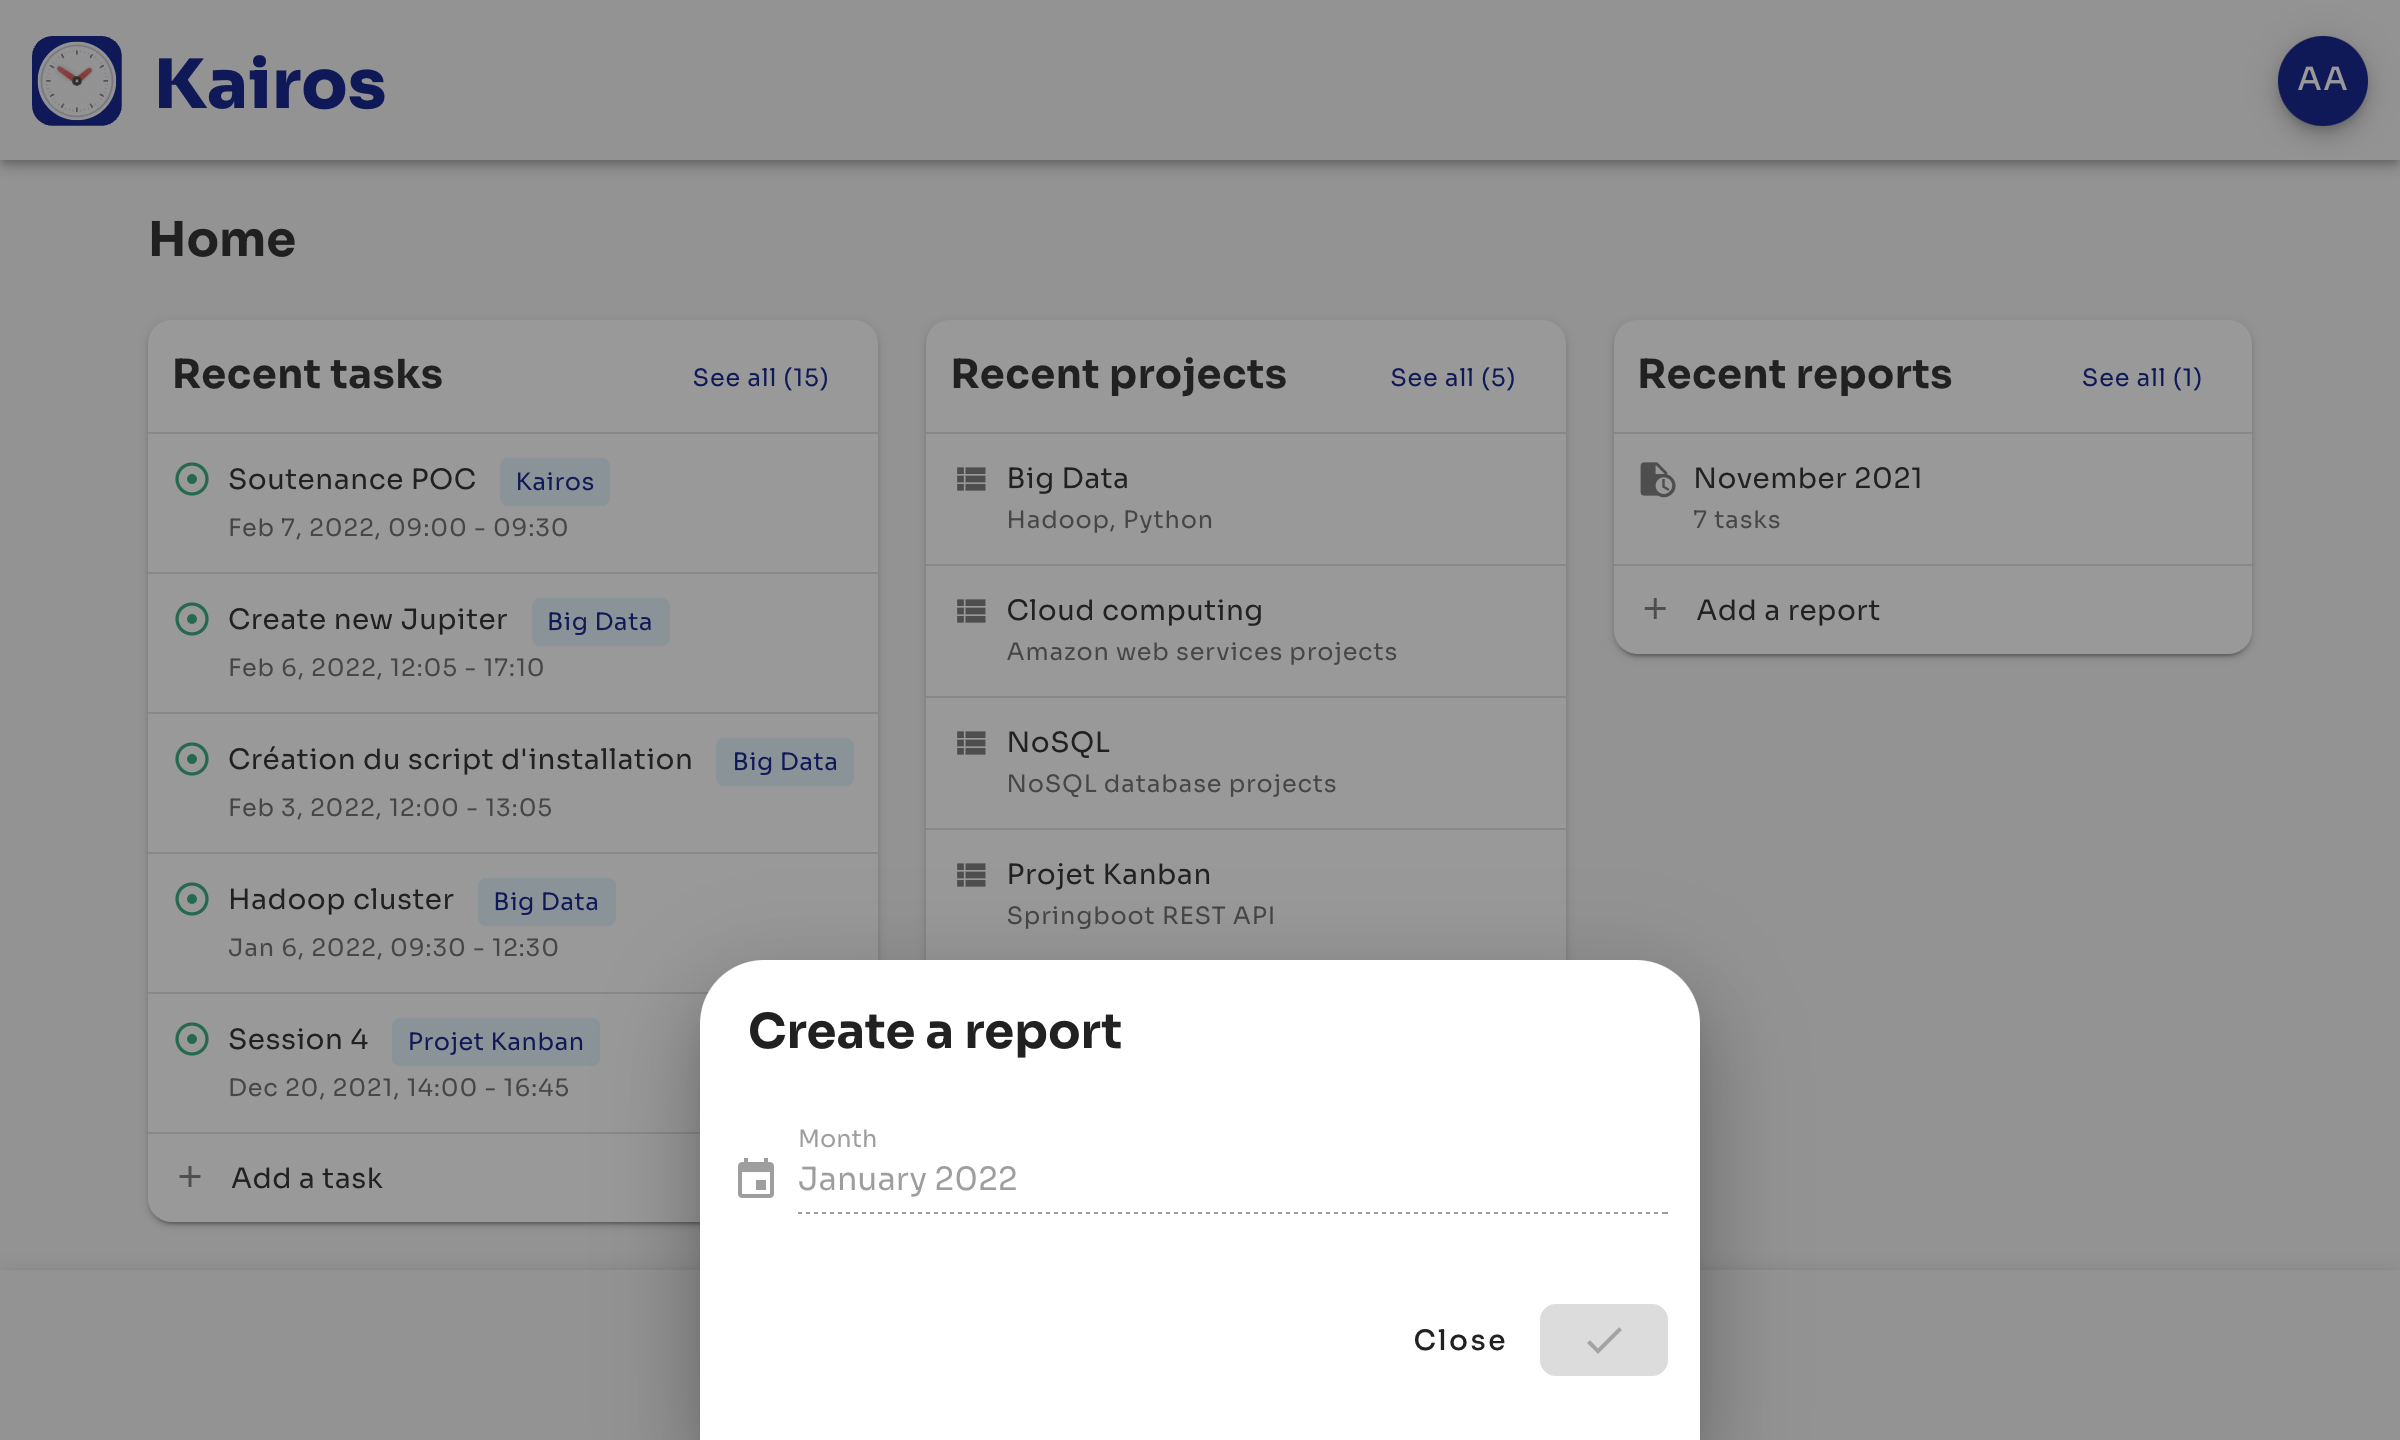 Kairos
AA
Home
Recent tasks
See all (15)
Soutenance POC
Kairos
Feb 7, 2022, 09:00 - 09:30
Create new Jupiter
Big Data
Feb 6, 2022, 12:05 - 17:10
Création du script d'installation
Big Data
Feb 3, 2022, 12:00 - 13:05
Hadoop cluster
Big Data
Jan 6, 2022, 09:30 - 12:30
Session 4
Projet Kanban
Dec 20, 2021, 14:00 - 16:45
Add a task
Recent projects
See all (5)
Big Data
Hadoop, Python
Cloud computing
Amazon web services projects
NoSQL
NoSQL database projects
Projet Kanban
Springboot REST API
Recent reports
See all (1)
November 2021
7 tasks
Add a report
Create a report
Month
January 2022
Close